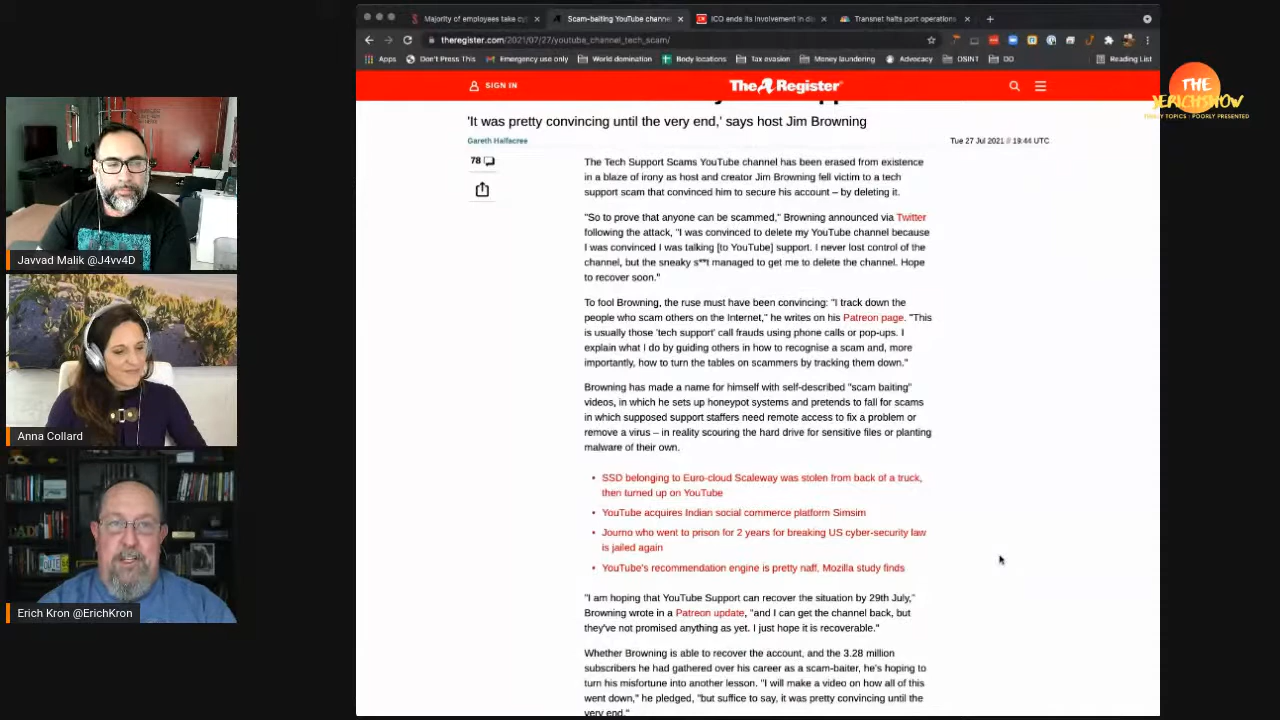 Majority of employees take cy
Scam-baiting YouTube channe
ICO ends its involvement in di
Transnet halts port operations
theregister.com/2021/07/27/youtube_channel_tech_scam/
Apps
Don't Press This
Emergency use only
World domination
Body locations
Tax evasion
Money laundering
Advocacy
OSINT
DO
Reading List
SIGN IN
The Register
THE
JERICHSHOW
TOPICS : POORLY PRESENTED
'It was pretty convincing until the very end,' says host Jim Browning
Gareth Halfacree
Tue 27 Jul 2021 // 19:44 UTC
78
The Tech Support Scams YouTube channel has been erased from existence
in a blaze of irony as host and creator Jim Browning fell victim to a tech
support scam that convinced him to secure his account – by deleting it.
"So to prove that anyone can be scammed," Browning announced via Twitter
following the attack, "I was convinced to delete my YouTube channel because
I was convinced I was talking [to YouTube] support. I never lost control of the
channel, but the sneaky s**t managed to get me to delete the channel. Hope
to recover soon."
To fool Browning, the ruse must have been convincing: "I track down the
people who scam others on the Internet," he writes on his Patreon page. "This
is usually those 'tech support' call frauds using phone calls or pop-ups. I
explain what I do by guiding others in how to recognise a scam and, more
importantly, how to turn the tables on scammers by tracking them down."
Browning has made a name for himself with self-described "scam baiting"
videos, in which he sets up honeypot systems and pretends to fall for scams
in which supposed support staffers need remote access to fix a problem or
remove a virus – in reality scouring the hard drive for sensitive files or planting
malware of their own.
SSD belonging to Euro-cloud Scaleway was stolen from back of a truck,
then turned up on YouTube
YouTube acquires Indian social commerce platform Simsim
Journo who went to prison for 2 years for breaking US cyber-security law
is jailed again
YouTube's recommendation engine is pretty naff, Mozilla study finds
"I am hoping that YouTube Support can recover the situation by 29th July,"
Browning wrote in a Patreon update, "and I can get the channel back, but
they've not promised anything as yet. I just hope it is recoverable."
Whether Browning is able to recover the account, and the 3.28 million
subscribers he had gathered over his career as a scam-baiter, he's hoping to
turn his misfortune into another lesson. "I will make a video on how all of this
went down," he pledged, "but suffice to say, it was pretty convincing until the
very end."
Javvad Malik @J4vv4D
Anna Collard
Erich Kron @ErichKron